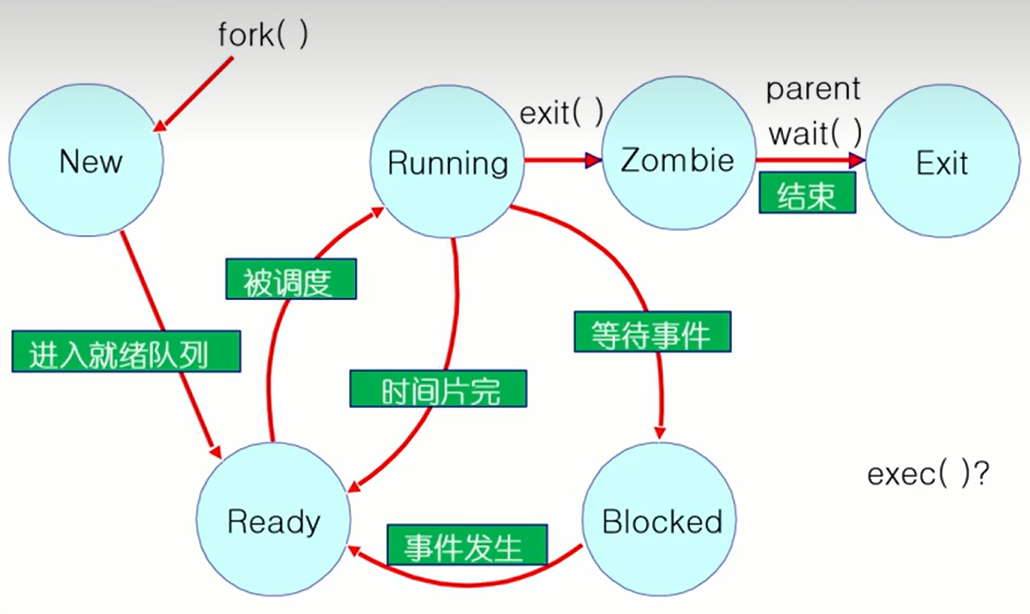 fork( )
New
Running
exit( )
Zombie
parent
wait( )
结束
Exit
被调度
进入就绪队列
时间片完
等待事件
Ready
事件发生
Blocked
exec( )?